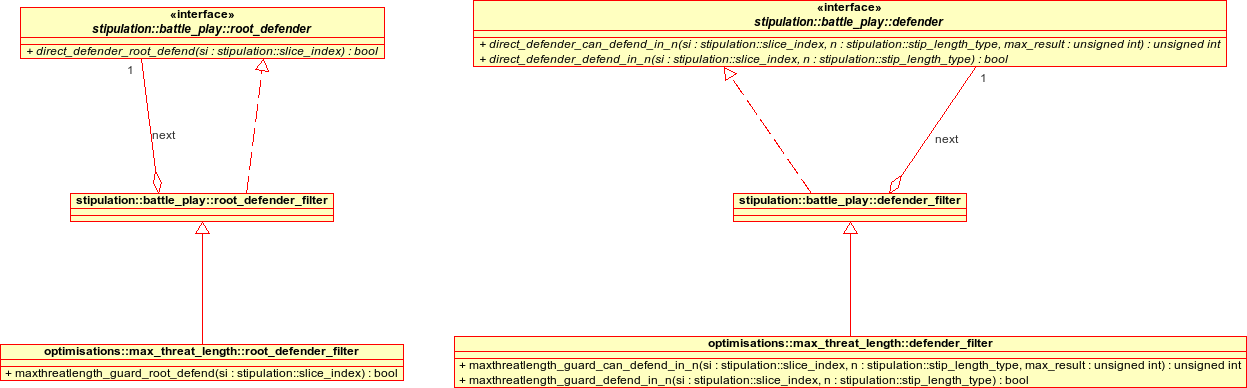 «interface»
stipulation::battle_play::root_defender
+ direct_defender_root_defend(si : stipulation::slice_index) : bool
1
next
stipulation::battle_play::root_defender_filter
optimisations::max_threat_length::root_defender_filter
+ maxthreatlength_guard_root_defend(si : stipulation::slice_index) : bool
«interface»
stipulation::battle_play::defender
+ direct_defender_can_defend_in_n(si : stipulation::slice_index, n : stipulation::stip_length_type, max_result : unsigned int) : unsigned int
+ direct_defender_defend_in_n(si : stipulation::slice_index, n : stipulation::stip_length_type) : bool
1
next
stipulation::battle_play::defender_filter
optimisations::max_threat_length::defender_filter
+ maxthreatlength_guard_can_defend_in_n(si : stipulation::slice_index, n : stipulation::stip_length_type, max_result : unsigned int) : unsigned int
+ maxthreatlength_guard_defend_in_n(si : stipulation::slice_index, n : stipulation::stip_length_type) : bool